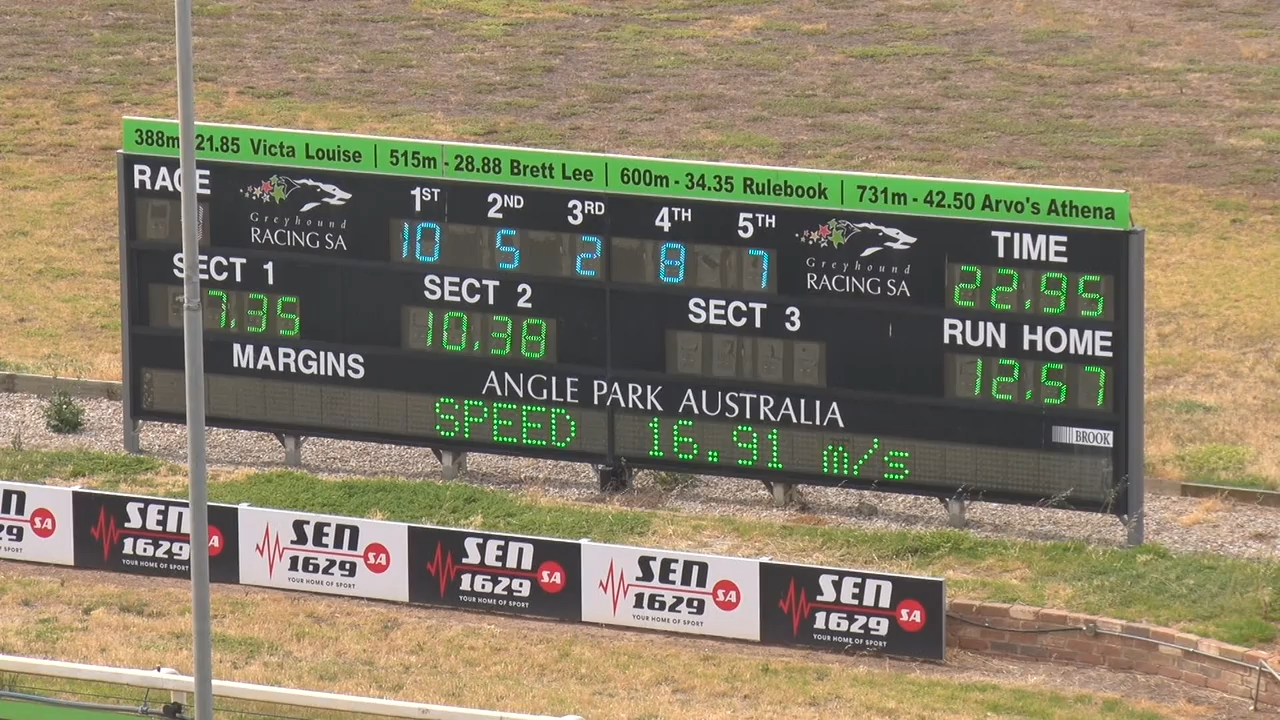 388m - 21.85 Victa Louise | 515m - 28.88 Brett Lee | 600m - 34.35 Rulebook | 731m - 42.50 Arvo's Athena
RACE
Greyhound
RACING SA
1ST 2ND 3RD 4TH 5TH
10 5 2 8 7
Greyhound
RACING SA
TIME
22.95
SECT 1
7.35
SECT 2
10.38
SECT 3
RUN HOME
12.57
MARGINS
ANGLE PARK AUSTRALIA
SPEED 16.91 m/s
BROOK
SEN
1629
SA
YOUR HOME OF SPORT
SEN
1629
SA
YOUR HOME OF SPORT
SEN
1629
SA
YOUR HOME OF SPORT
SEN
1629
SA
YOUR HOME OF SPORT
SEN
1629
SA
YOUR HOME OF SPORT